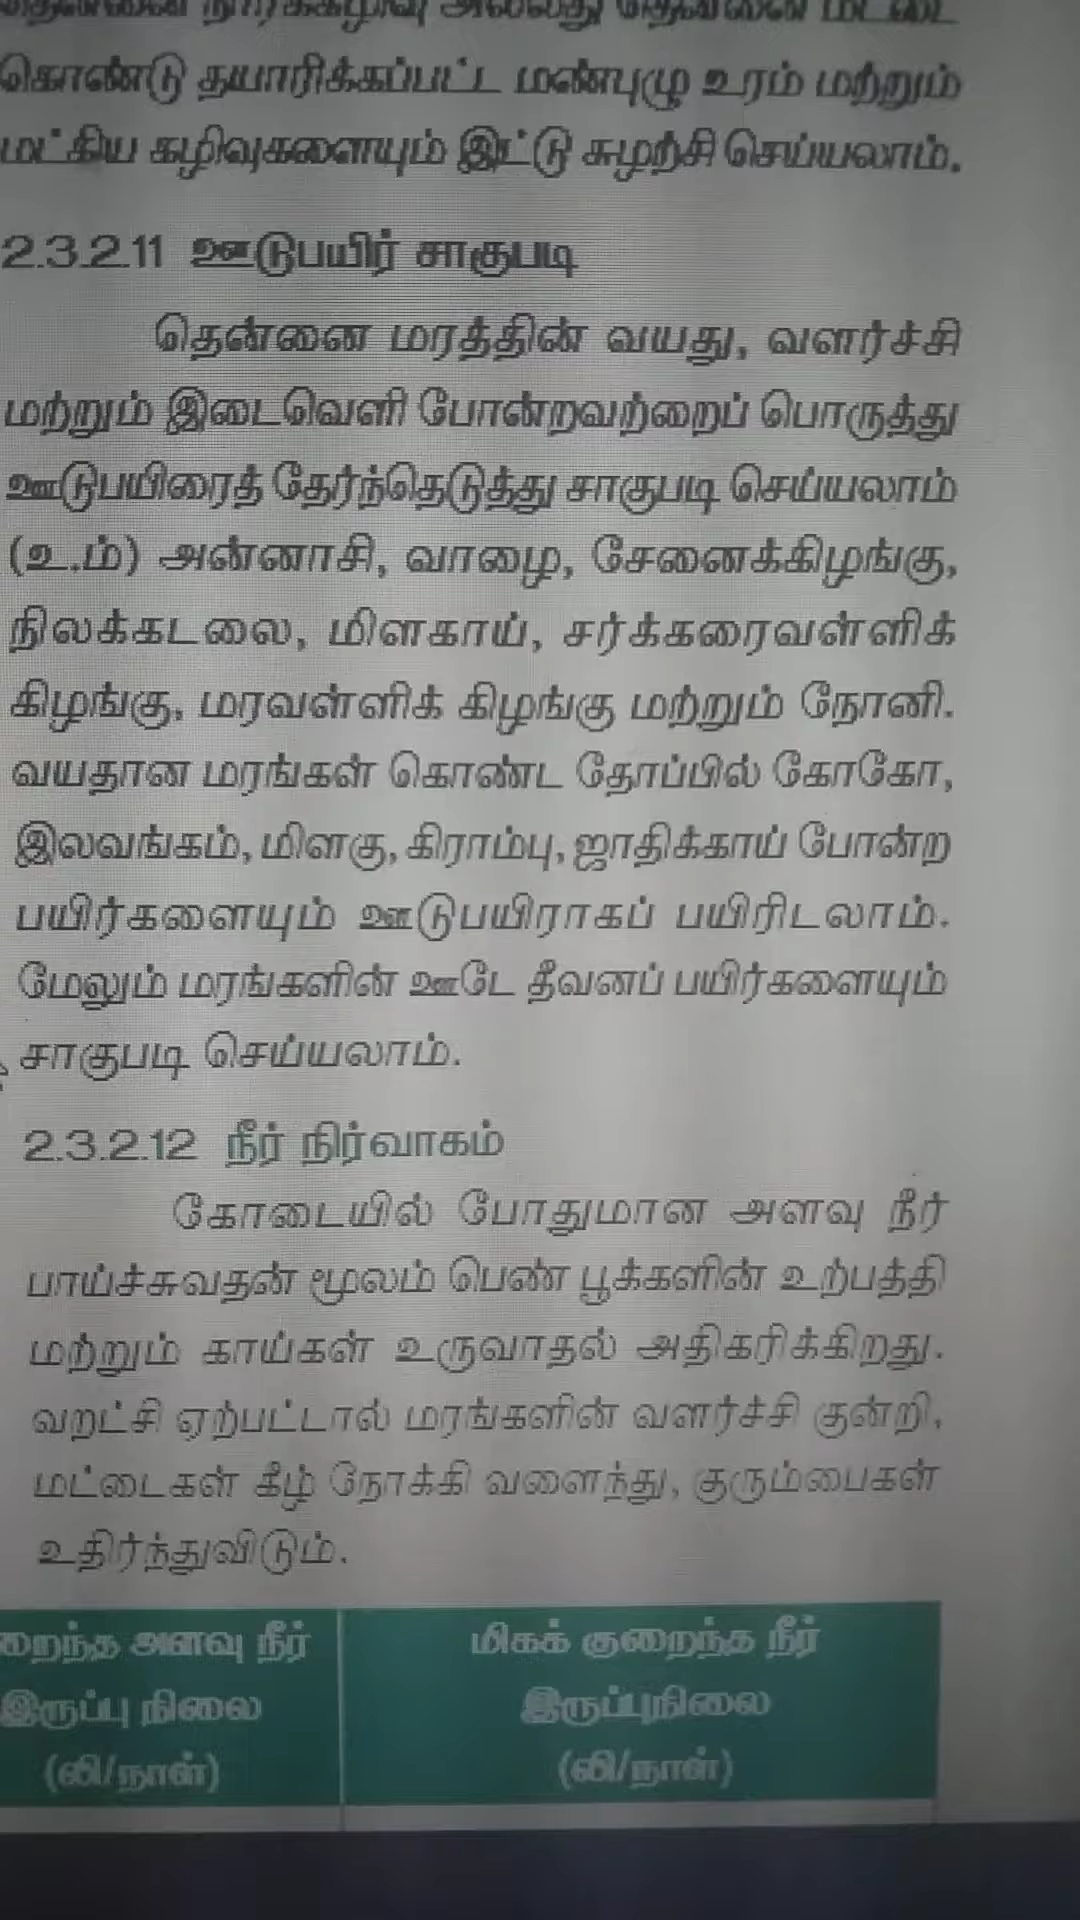 தென்னை நார்க்கழிவு அல்லது தென்னை மட்டை
கொண்டு தயாரிக்கப்பட்ட மண்புழு உரம் மற்றும்
மட்கிய கழிவுகளையும் இட்டு சுழற்சி செய்யலாம்.
2.3.2.11 ஊடுபயிர் சாகுபடி
தென்னை மரத்தின் வயது, வளர்ச்சி
மற்றும் இடைவெளி போன்றவற்றைப் பொருத்து
ஊடுபயிரைத் தேர்ந்தெடுத்து சாகுபடி செய்யலாம்
(உ.ம்) அன்னாசி, வாழை, சேனைக்கிழங்கு,
நிலக்கடலை, மிளகாய், சர்க்கரைவள்ளிக்
கிழங்கு, மரவள்ளிக் கிழங்கு மற்றும் நோனி.
வயதான மரங்கள் கொண்ட தோப்பில் கோகோ,
இலவங்கம், மிளகு, கிராம்பு, ஜாதிக்காய் போன்ற
பயிர்களையும் ஊடுபயிராகப் பயிரிடலாம்.
மேலும் மரங்களின் ஊடே தீவனப் பயிர்களையும்
சாகுபடி செய்யலாம்.
2.3.2.12 நீர் நிர்வாகம்
கோடையில் போதுமான அளவு நீர்
பாய்ச்சுவதன் மூலம் பெண் பூக்களின் உற்பத்தி
மற்றும் காய்கள் உருவாதல் அதிகரிக்கிறது.
வறட்சி ஏற்பட்டால் மரங்களின் வளர்ச்சி குன்றி,
மட்டைகள் கீழ் நோக்கி வளைந்து, குரும்பைகள்
உதிர்ந்துவிடும்.
றைந்த அளவு நீர்
இருப்பு நிலை
(லி/நாள்)
மிகக் குறைந்த நீர்
இருப்புநிலை
(லி/நாள்)